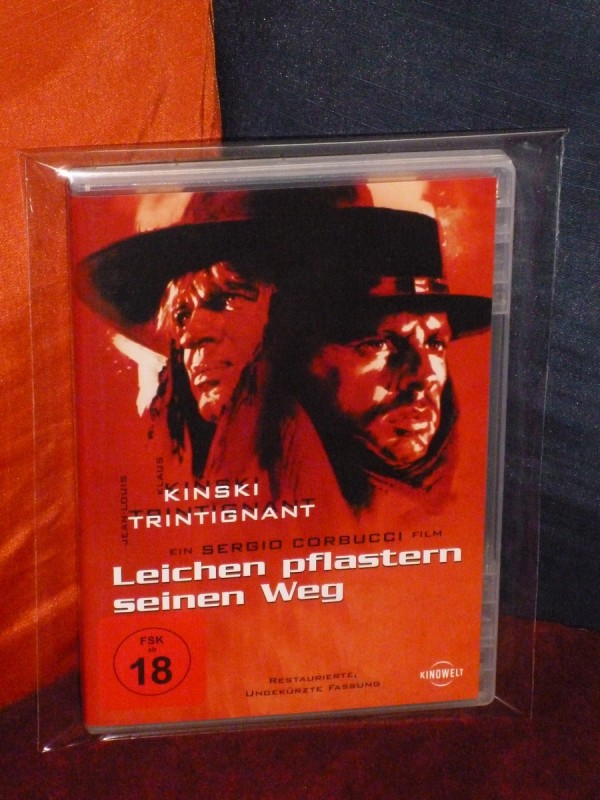 KLAUS
KINSKI
JEAN-LOUIS
TRINTIGNANT
EIN SERGIO CORBUCCI FILM
Leichen pflastern
seinen Weg
FSK
ab
18
RESTAURIERTE,
UNGEKÜRZTE FASSUNG
KINOWELT